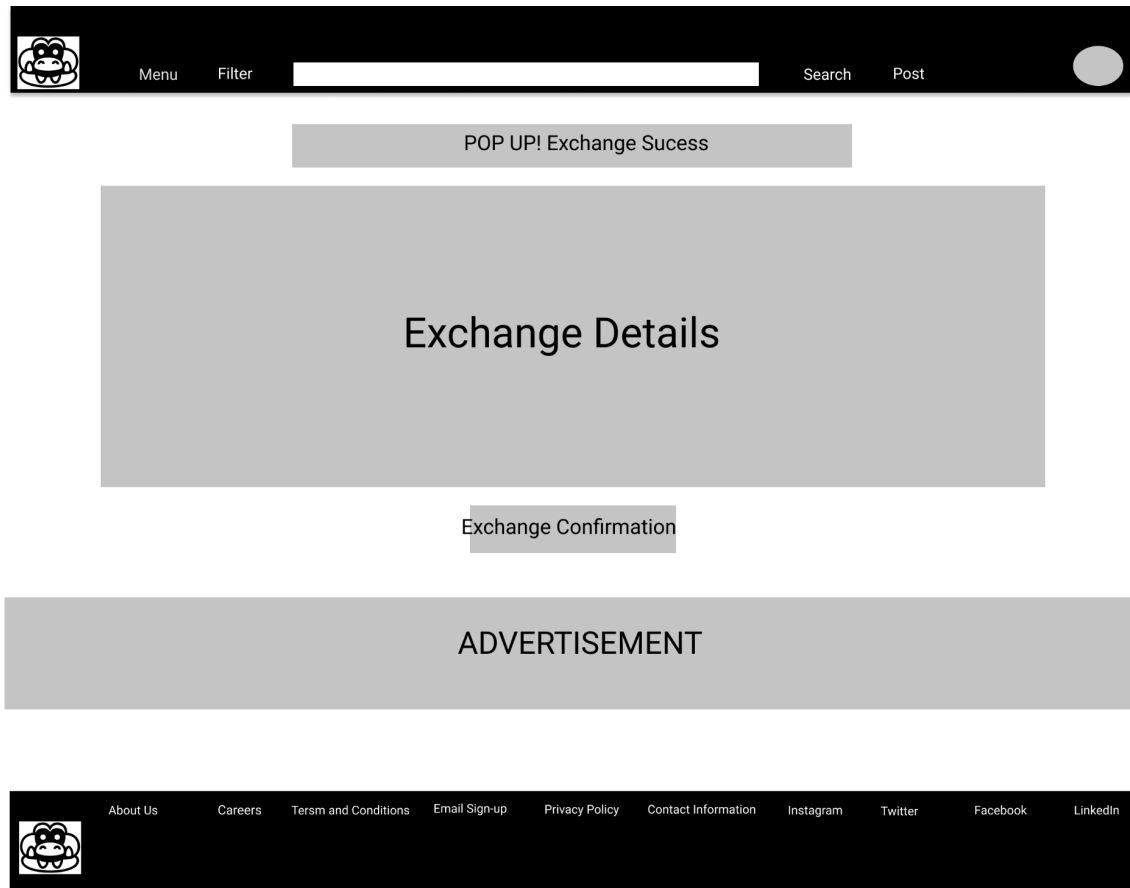 Menu Filter Search Post
POP UP! Exchange Sucess
Exchange Details
Exchange Confirmation
ADVERTISEMENT
About Us Careers Tersm and Conditions Email Sign-up Privacy Policy Contact Information Instagram Twitter Facebook LinkedIn